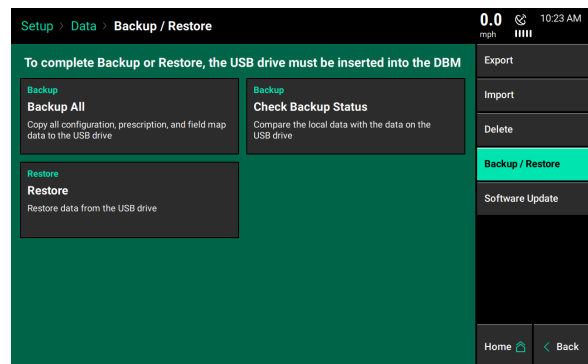 Setup > Data > Backup / Restore
0.0
mph
10:23 AM
To complete Backup or Restore, the USB drive must be inserted into the DBM
Backup
Backup All
Copy all configuration, prescription, and field map
data to the USB drive
Backup
Check Backup Status
Compare the local data with the data on the
USB drive
Restore
Restore
Restore data from the USB drive
Export
Import
Delete
Backup / Restore
Software Update
Home
< Back